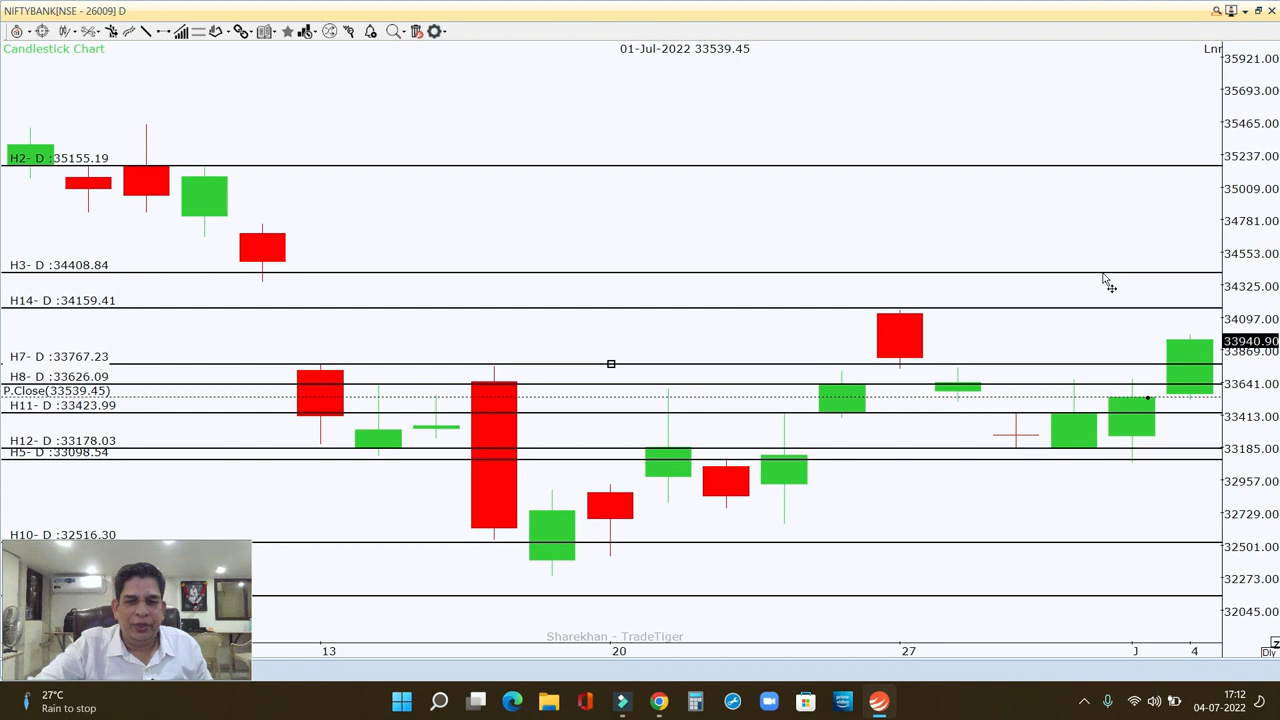 NIFTYBANK[NSE - 26009] D
Candlestick Chart
01-Jul-2022 33539.45
Lnr
35921.00
35693.00
35465.00
35237.00
H2- D :35155.19
35009.00
34781.00
34553.00
H3- D :34408.84
34325.00
H14- D :34159.41
34097.00
33940.90
33869.00
H7- D :33767.23
H8- D :33626.09
33641.00
P.Close(33539.45)
H11- D :33423.99
33413.00
H12- D :33178.03
33185.00
H5- D :33098.54
32957.00
32729.00
H10- D :32516.30
32501.00
32273.00
32045.00
Sharekhan - TradeTiger
13
20
27
J
4
Dly
27°C
Rain to stop
17:12
04-07-2022